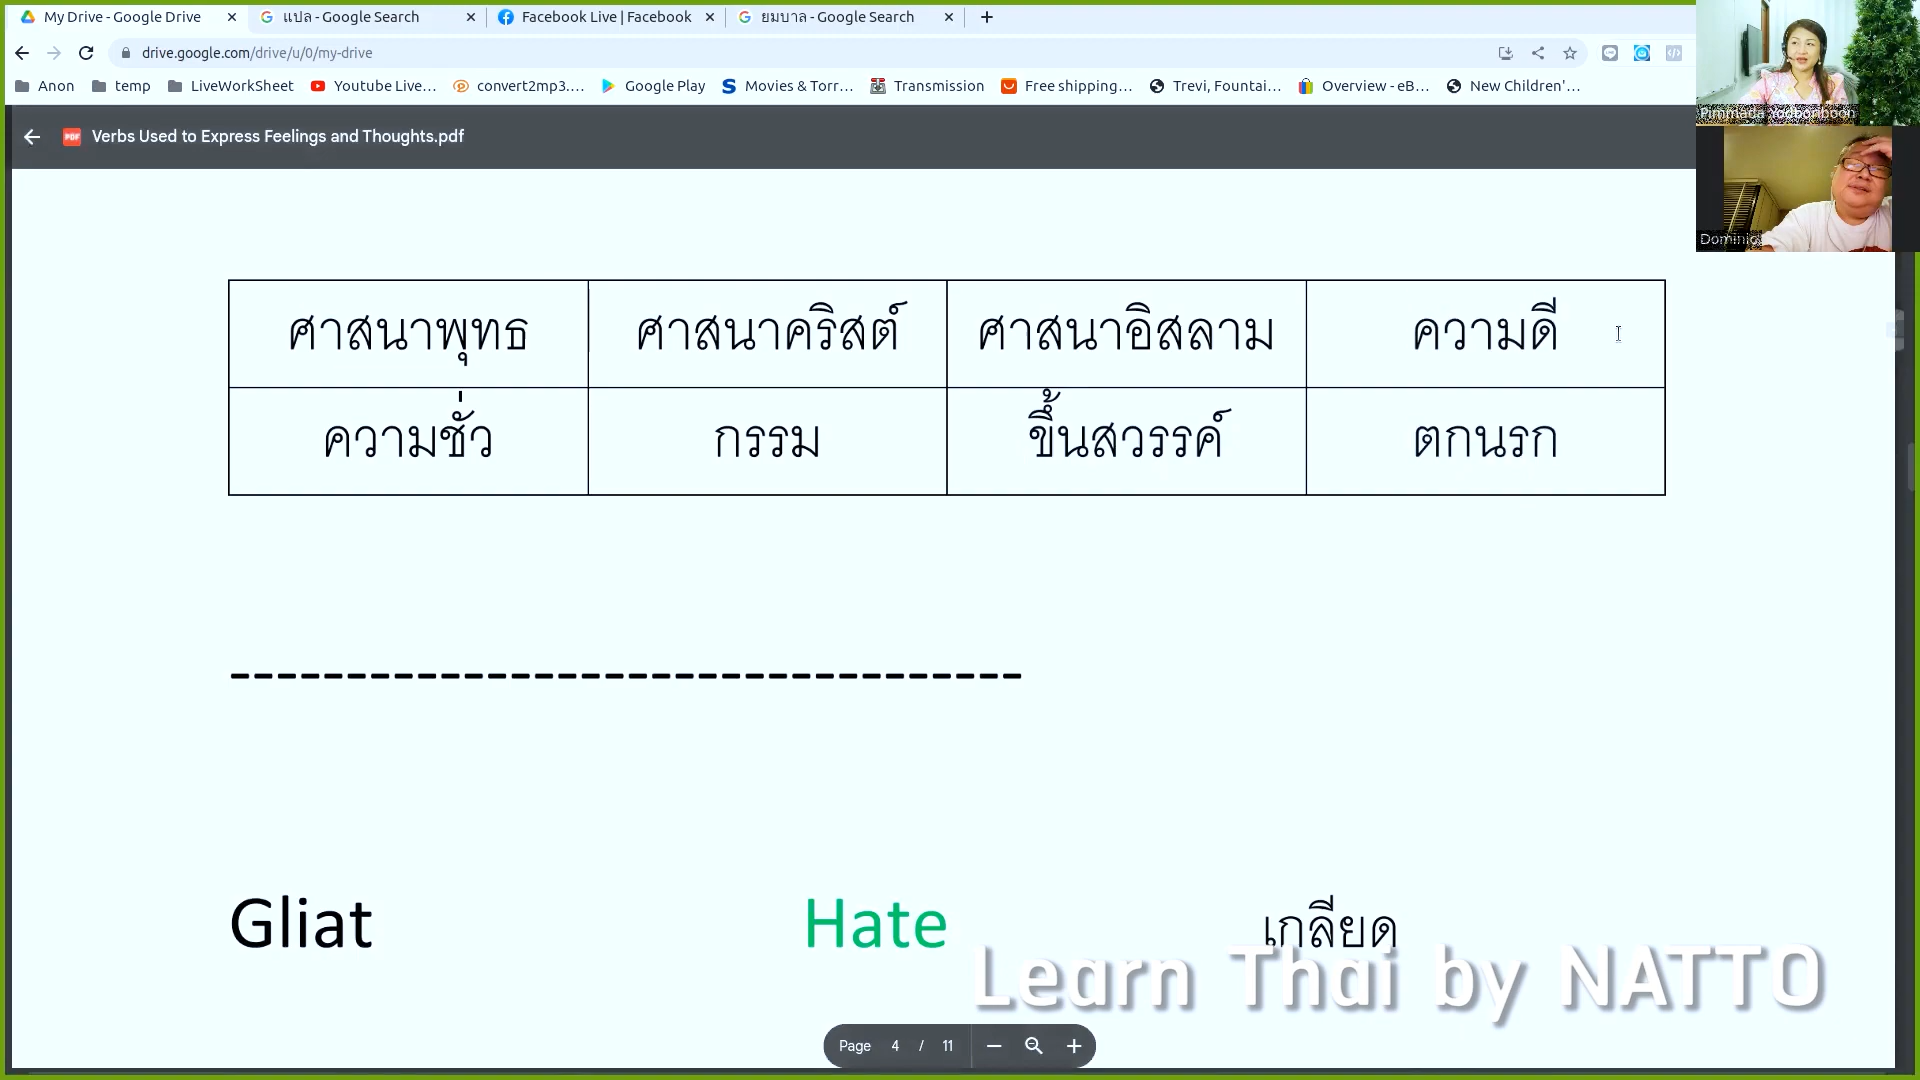 My Drive - Google Drive
แปล - Google Search
Facebook Live | Facebook
ยมบาล - Google Search
drive.google.com/drive/u/0/my-drive
Anon temp LiveWorkSheet Youtube Live... convert2mp3.... Google Play Movies & Torr... Transmission Free shipping... Trevi, Fountai... Overview - eB... New Children'...
PDF Verbs Used to Express Feelings and Thoughts.pdf
Dominic
ศาสนาพุทธ ศาสนาคริสต์ ศาสนาอิสลาม ความดี
ความชั่ว กรรม ขึ้นสวรรค์ ตกนรก
---------------------------------
Gliat Hate เกลียด
Learn Thai by NATTO
Page 4 / 11